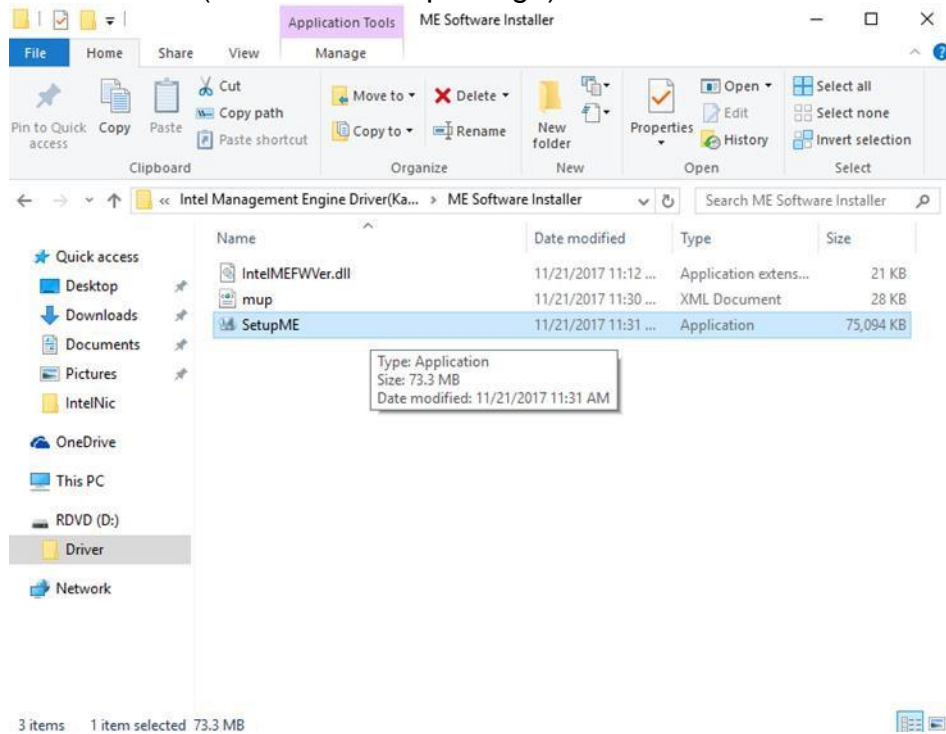 Application Tools ME Software Installer
File Home Share View Manage
Pin to Quick access
Copy
Paste
Cut
Copy path
Paste shortcut
Clipboard
Move to
Copy to
Delete
Rename
Organize
New folder
New
Properties
Open
Edit
History
Open
Select all
Select none
Invert selection
Select
« Intel Management Engine Driver(Ka... › ME Software Installer
Search ME Software Installer
Quick access
Desktop
Downloads
Documents
Pictures
IntelNic
OneDrive
This PC
RDVD (D:)
Driver
Network
Name Date modified Type Size
IntelMEFWVer.dll 11/21/2017 11:12 ... Application extens... 21 KB
mup 11/21/2017 11:30 ... XML Document 28 KB
SetupME 11/21/2017 11:31 ... Application 75,094 KB
Type: Application
Size: 73.3 MB
Date modified: 11/21/2017 11:31 AM
3 items 1 item selected 73.3 MB